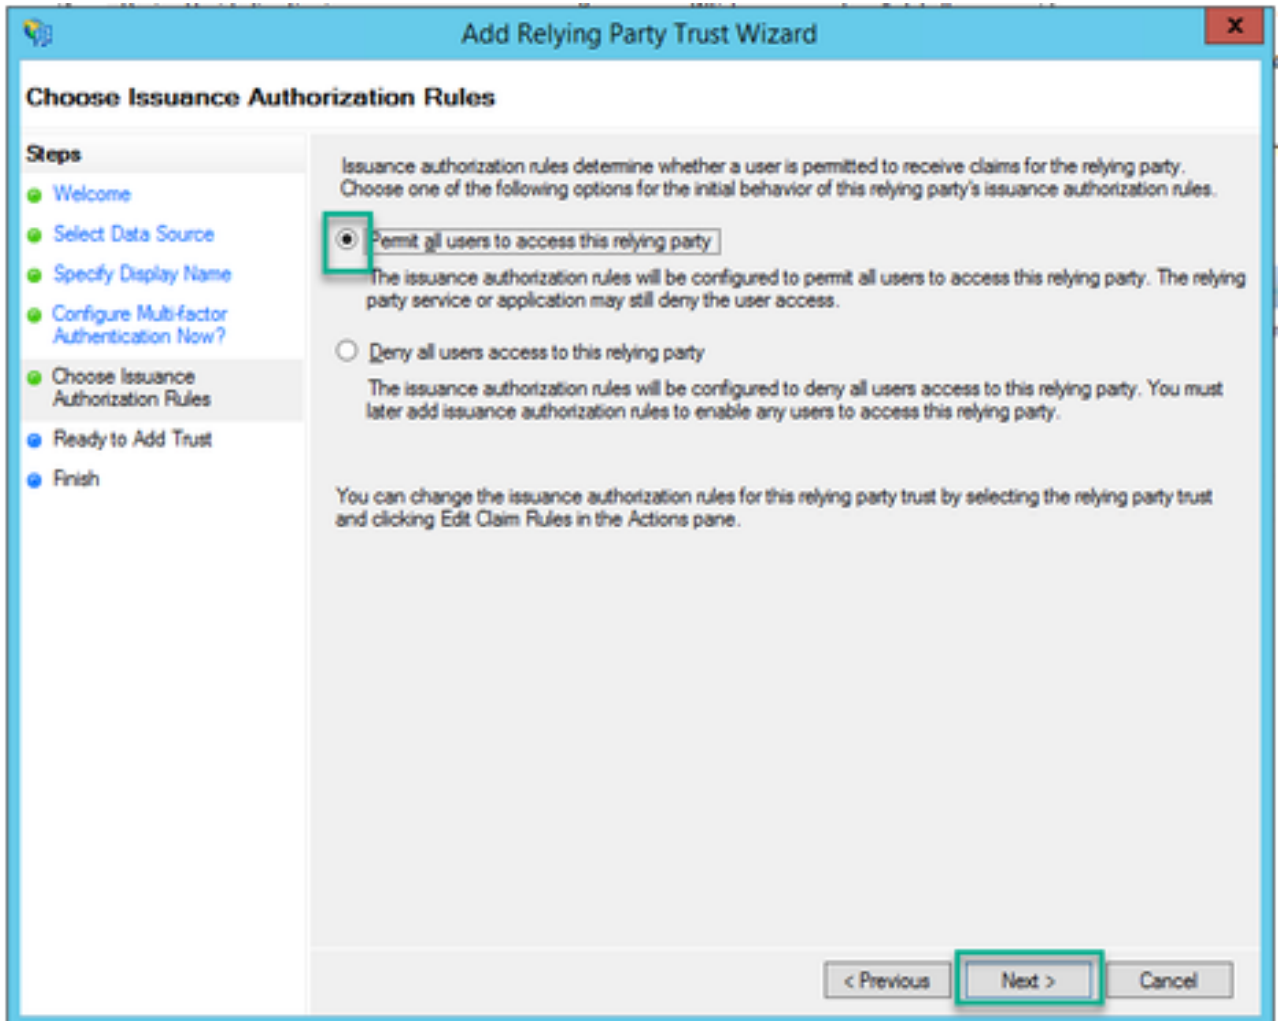 Add Relying Party Trust Wizard
x
Choose Issuance Authorization Rules
Steps
Welcome
Select Data Source
Specify Display Name
Configure Multi-factor
Authentication Now?
Choose Issuance
Authorization Rules
Ready to Add Trust
Finish
Issuance authorization rules determine whether a user is permitted to receive claims for the relying party.
Choose one of the following options for the initial behavior of this relying party's issuance authorization rules.
Permit all users to access this relying party
The issuance authorization rules will be configured to permit all users to access this relying party. The relying
party service or application may still deny the user access.
Deny all users access to this relying party
The issuance authorization rules will be configured to deny all users access to this relying party. You must
later add issuance authorization rules to enable any users to access this relying party.
You can change the issuance authorization rules for this relying party trust by selecting the relying party trust
and clicking Edit Claim Rules in the Actions pane.
< Previous
Next >
Cancel